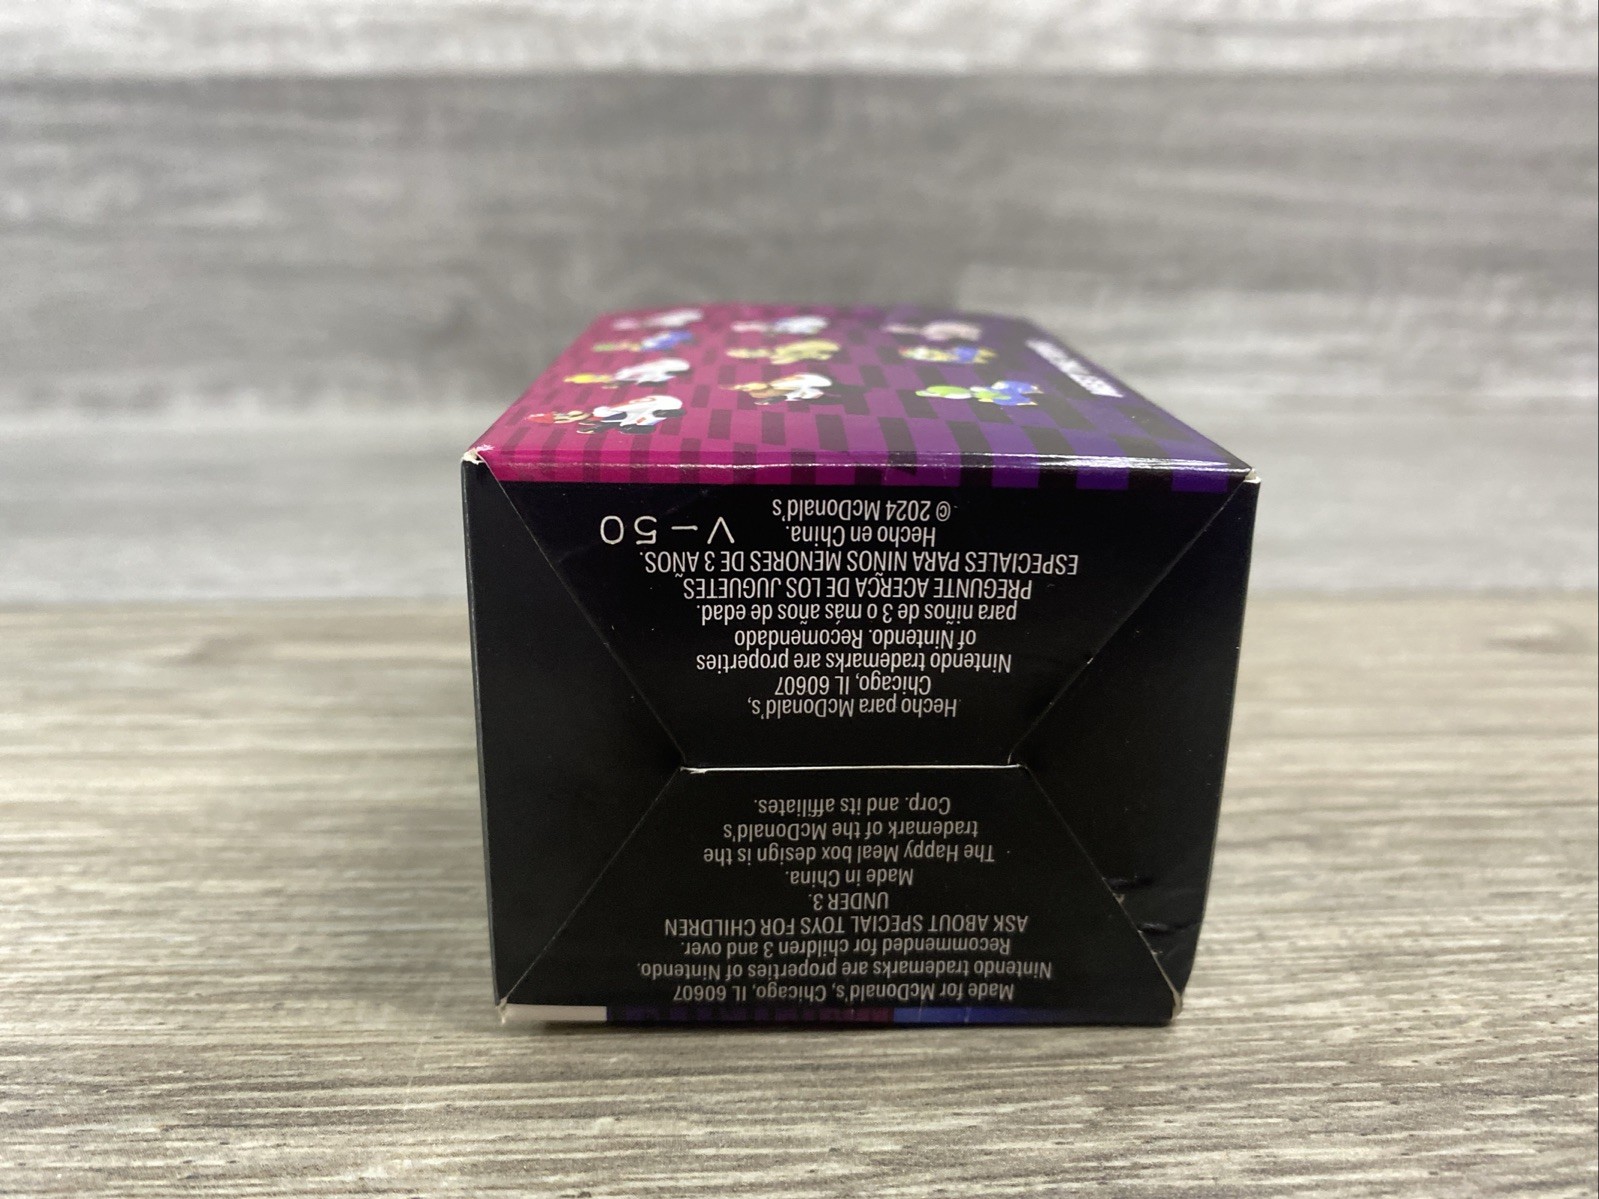 Made for McDonald's, Chicago, IL 60607
Nintendo trademarks are properties of Nintendo.
Recommended for children 3 and over.
ASK ABOUT SPECIAL TOYS FOR CHILDREN
UNDER 3.
Made in China.
The Happy Meal box design is the
trademark of the McDonald's
Corp. and its affiliates.
Hecho para McDonald's,
Chicago, IL 60607
Nintendo trademarks are properties
of Nintendo. Recomendado
para niños de 3 o más años de edad.
PREGUNTE ACERCA DE LOS JUGUETES
ESPECIALES PARA NIÑOS MENORES DE 3 AÑOS.
Hecho en China.
V-50
© 2024 McDonald's